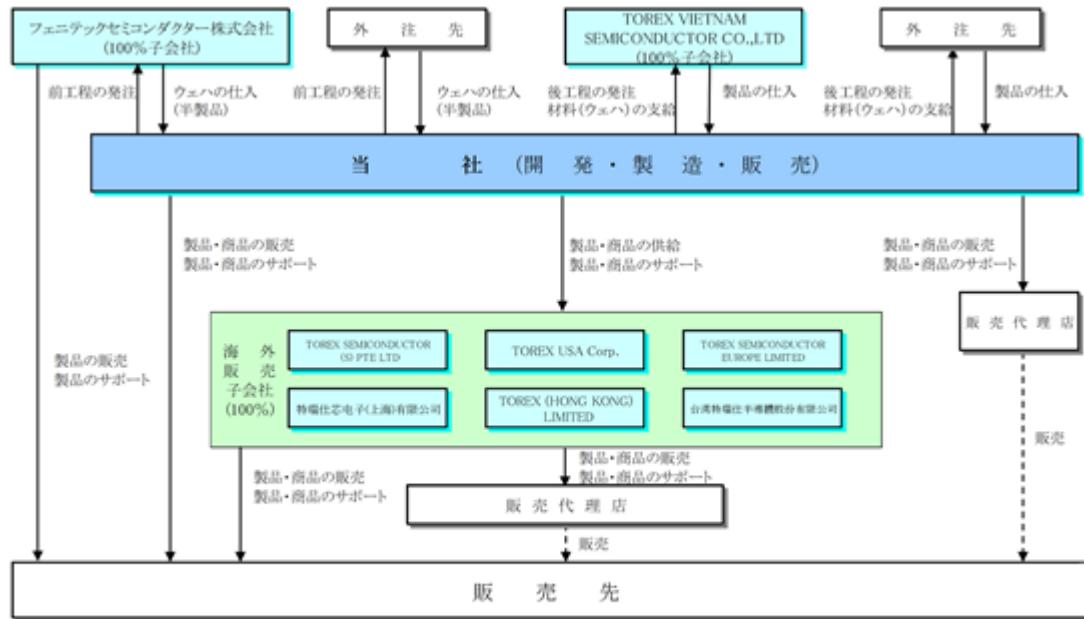 フェニテックセミコンダクター株式会社
(100%子会社)
外 注 先
TOREX VIETNAM
SEMICONDUCTOR CO.,LTD
(100%子会社)
外 注 先
前工程の発注
ウェハの仕入
(半製品)
前工程の発注
ウェハの仕入
(半製品)
後工程の発注
材料(ウェハ)の支給
製品の仕入
後工程の発注
材料(ウェハ)の支給
製品の仕入
当 社 (開 発 ・ 製 造 ・ 販 売)
製品・商品の販売
製品・商品のサポート
製品・商品の供給
製品・商品のサポート
製品・商品の販売
製品・商品のサポート
販 売 代 理 店
製品の販売
製品のサポート
海 外
販 売
子会社
(100%)
TOREX SEMICONDUCTOR
(S) PTE LTD
TOREX USA Corp.
TOREX SEMICONDUCTOR
EUROPE LIMITED
特瑞仕芯电子(上海)有限公司
TOREX (HONG KONG)
LIMITED
台湾特瑞仕半導體股份有限公司
販売
製品・商品の販売
製品・商品のサポート
製品・商品の販売
製品・商品のサポート
販 売 代 理 店
販売
販 売 先